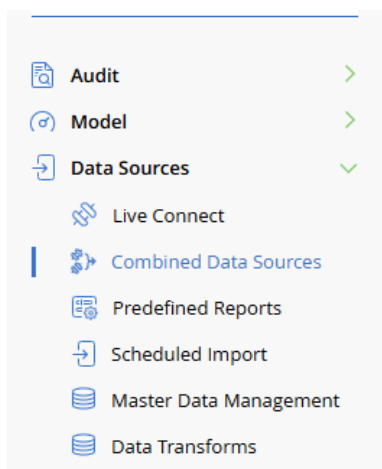 Audit
Model
Data Sources
Live Connect
Combined Data Sources
Predefined Reports
Scheduled Import
Master Data Management
Data Transforms